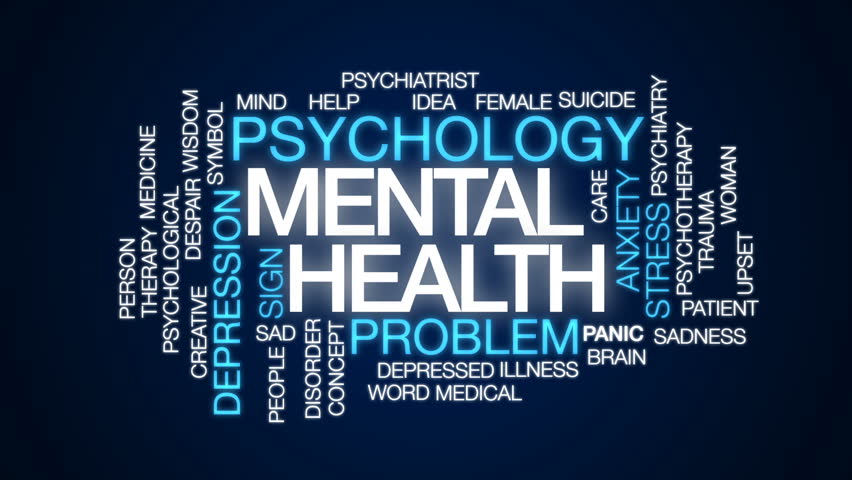 PSYCHIATRIST
MIND HELP IDEA FEMALE SUICIDE
PSYCHOLOGY
MENTAL
HEALTH
PROBLEM
PANIC SADNESS
BRAIN
DEPRESSED ILLNESS
WORD MEDICAL
PERSON
THERAPY MEDICINE
PSYCHOLOGICAL
DESPAIR WISDOM
CREATIVE
SYMBOL
DEPRESSION
SIGN
SAD
PEOPLE
DISORDER
CONCEPT
CARE
ANXIETY
STRESS PSYCHIATRY
PSYCHOTHERAPY
TRAUMA
WOMAN
UPSET
PATIENT